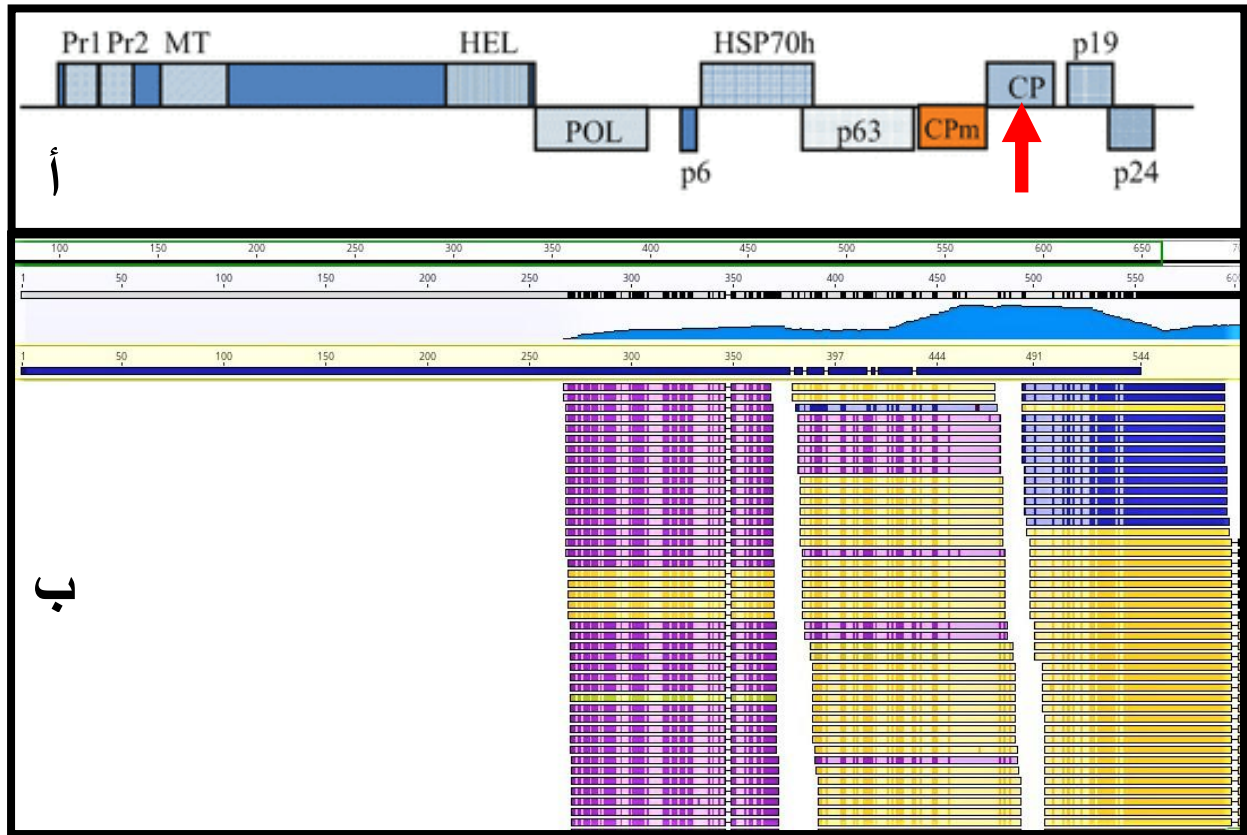 Pr1 Pr2 MT HEL HSP70h p19
CP
POL p63 CPm
p6 p24
أ
100 150 200 250 300 350 400 450 500 550 600 650
1 50 100 150 200 250 300 350 400 450 500 550
1 50 100 150 200 250 300 350 397 444 491 544
ب